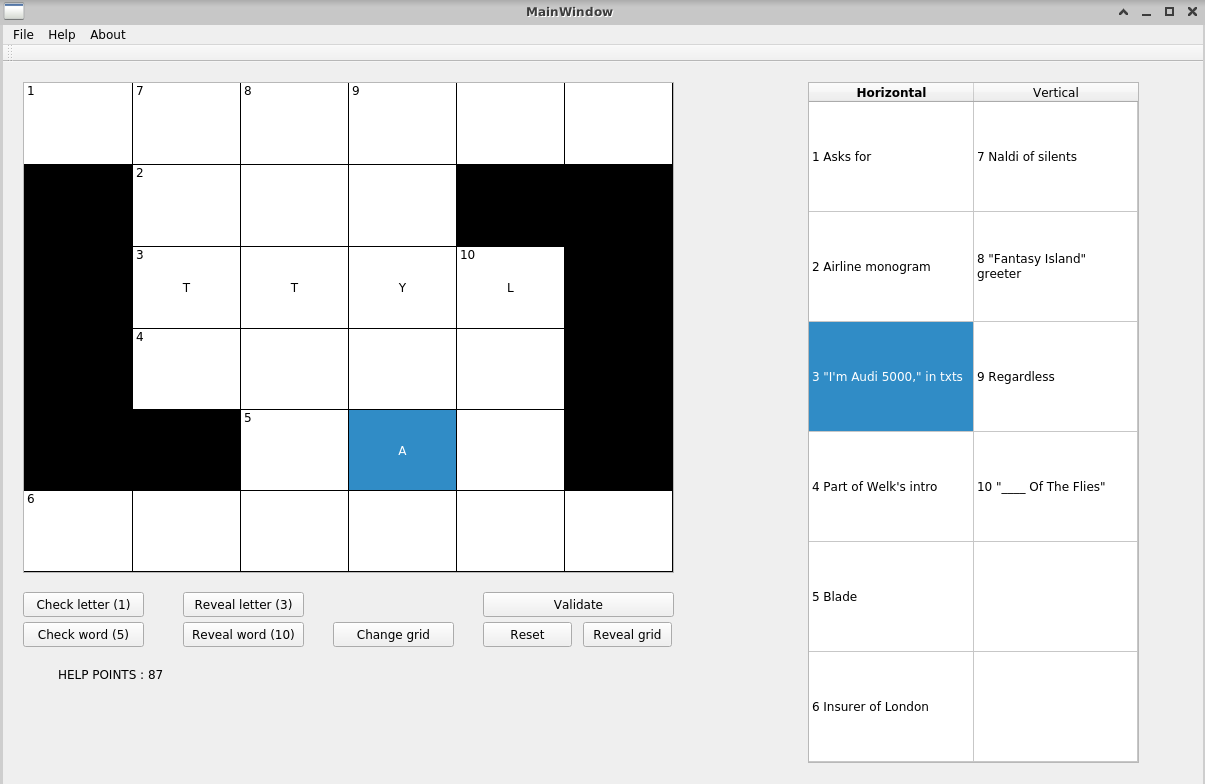 MainWindow
File Help About
1 7 8 9
2
3 10
T T Y L
4
5
A
6
Horizontal Vertical
1 Asks for
7 Naldi of silents
2 Airline monogram
8 "Fantasy Island"
greeter
3 "I'm Audi 5000," in txts
9 Regardless
4 Part of Welk's intro
10 "____ Of The Flies"
5 Blade
6 Insurer of London
Check letter (1) Reveal letter (3) Validate
Check word (5) Reveal word (10) Change grid Reset Reveal grid
HELP POINTS : 87